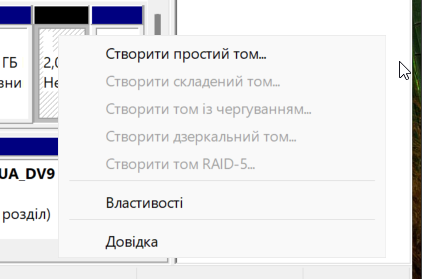 Створити простий том...
ГБ
2,0
Створити складений том...
вни
Не
Створити том із чергуванням...
Створити дзеркальний том...
Створити том RAID-5...
UA_DV9
Властивості
розділ)
Довідка